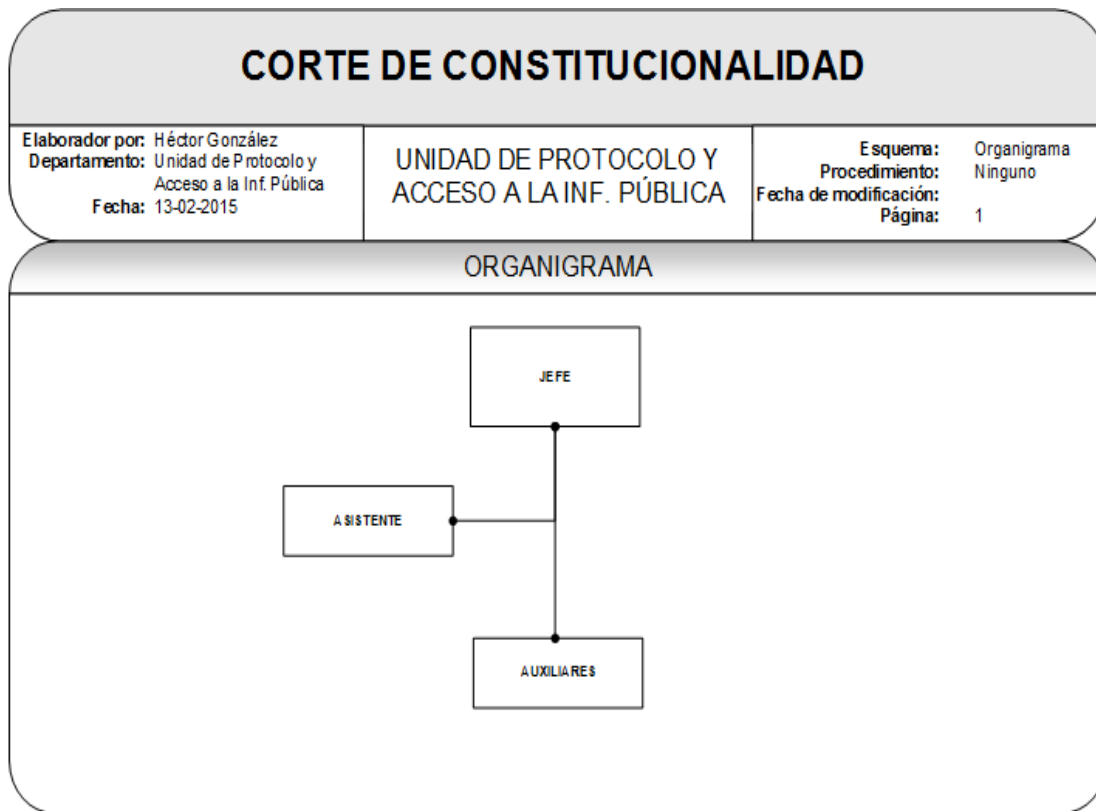 CORTE DE CONSTITUCIONALIDAD
Elaborador por: Héctor González
Departamento: Unidad de Protocolo y
Acceso a la Inf. Pública
Fecha: 13-02-2015
UNIDAD DE PROTOCOLO Y
ACCESO A LA INF. PÚBLICA
Esquema: Organigrama
Procedimiento: Ninguno
Fecha de modificación:
Página: 1
ORGANIGRAMA
JEFE
ASISTENTE
AUXILIARES